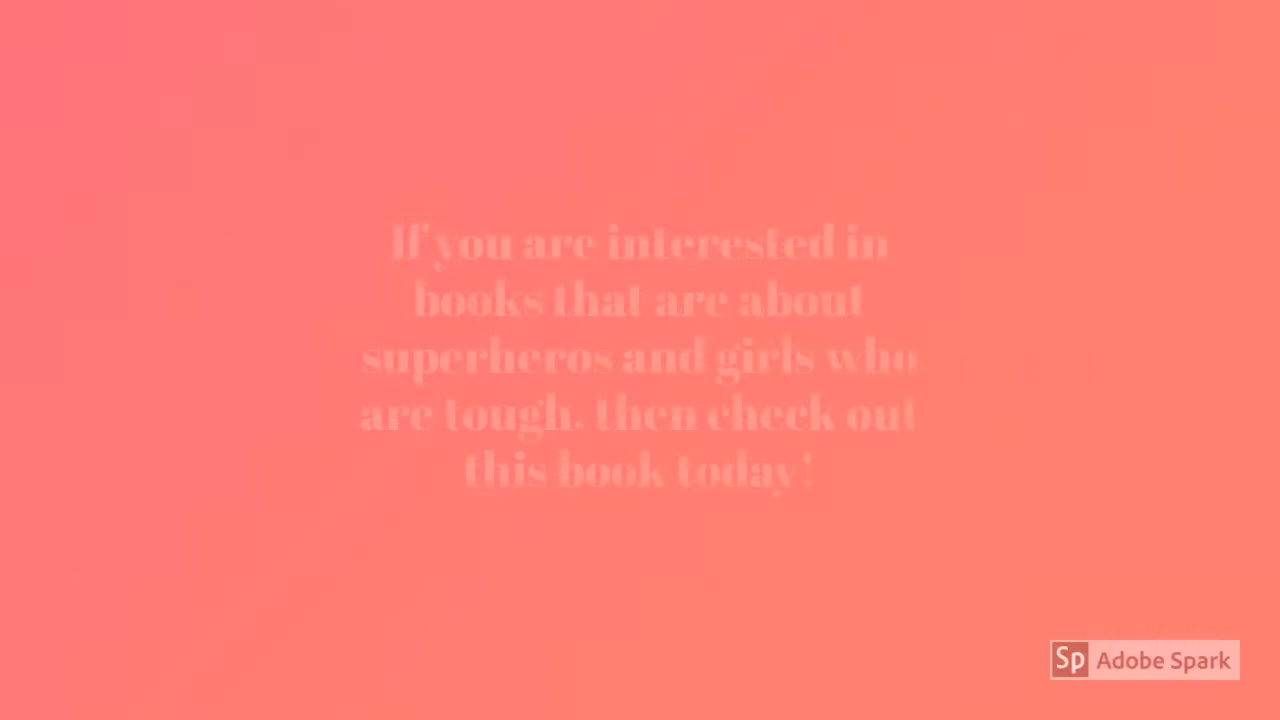 If you are interested in
books that are about
superheros and girls who
are tough, then check out
this book today!
Sp Adobe Spark